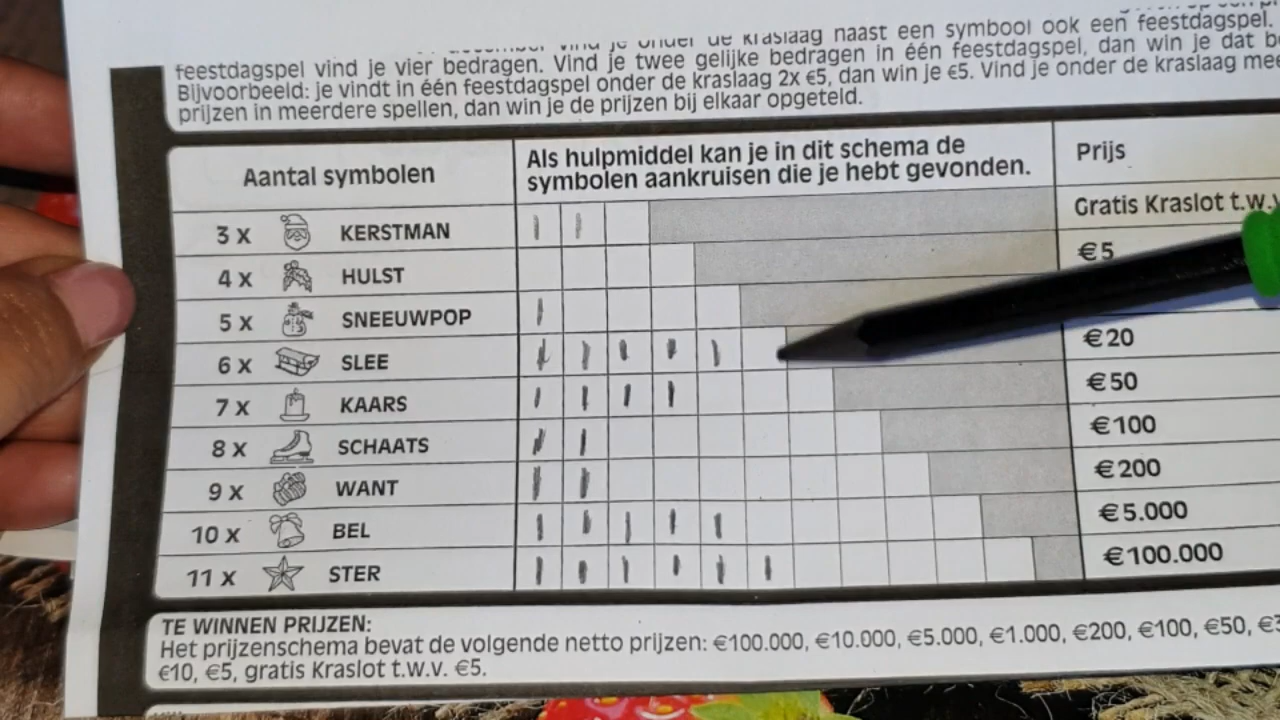 vind je onder de kraslaag naast een symbool ook een feestdagspel.
feestdagspel vind je vier bedragen. Vind je twee gelijke bedragen in één feestdagspel, dan win je dat
Bijvoorbeeld: je vindt in één feestdagspel onder de kraslaag 2x €5, dan win je €5. Vind je onder de kraslaag
prijzen in meerdere spellen, dan win je de prijzen bij elkaar opgeteld.
Aantal symbolen
Als hulpmiddel kan je in dit schema de
symbolen aankruisen die je hebt gevonden.
Prijs
3 x KERSTMAN Gratis Kraslot t.w.v
4 x HULST €5
5 x SNEEUWPOP
6 x SLEE €20
7 x KAARS €50
8 x SCHAATS €100
9 x WANT €200
10 x BEL €5.000
11 x STER €100.000
TE WINNEN PRIJZEN:
Het prijzenschema bevat de volgende netto prijzen: €100.000, €10.000, €5.000, €1.000, €200, €100, €50,
€10, €5, gratis Kraslot t.w.v. €5.